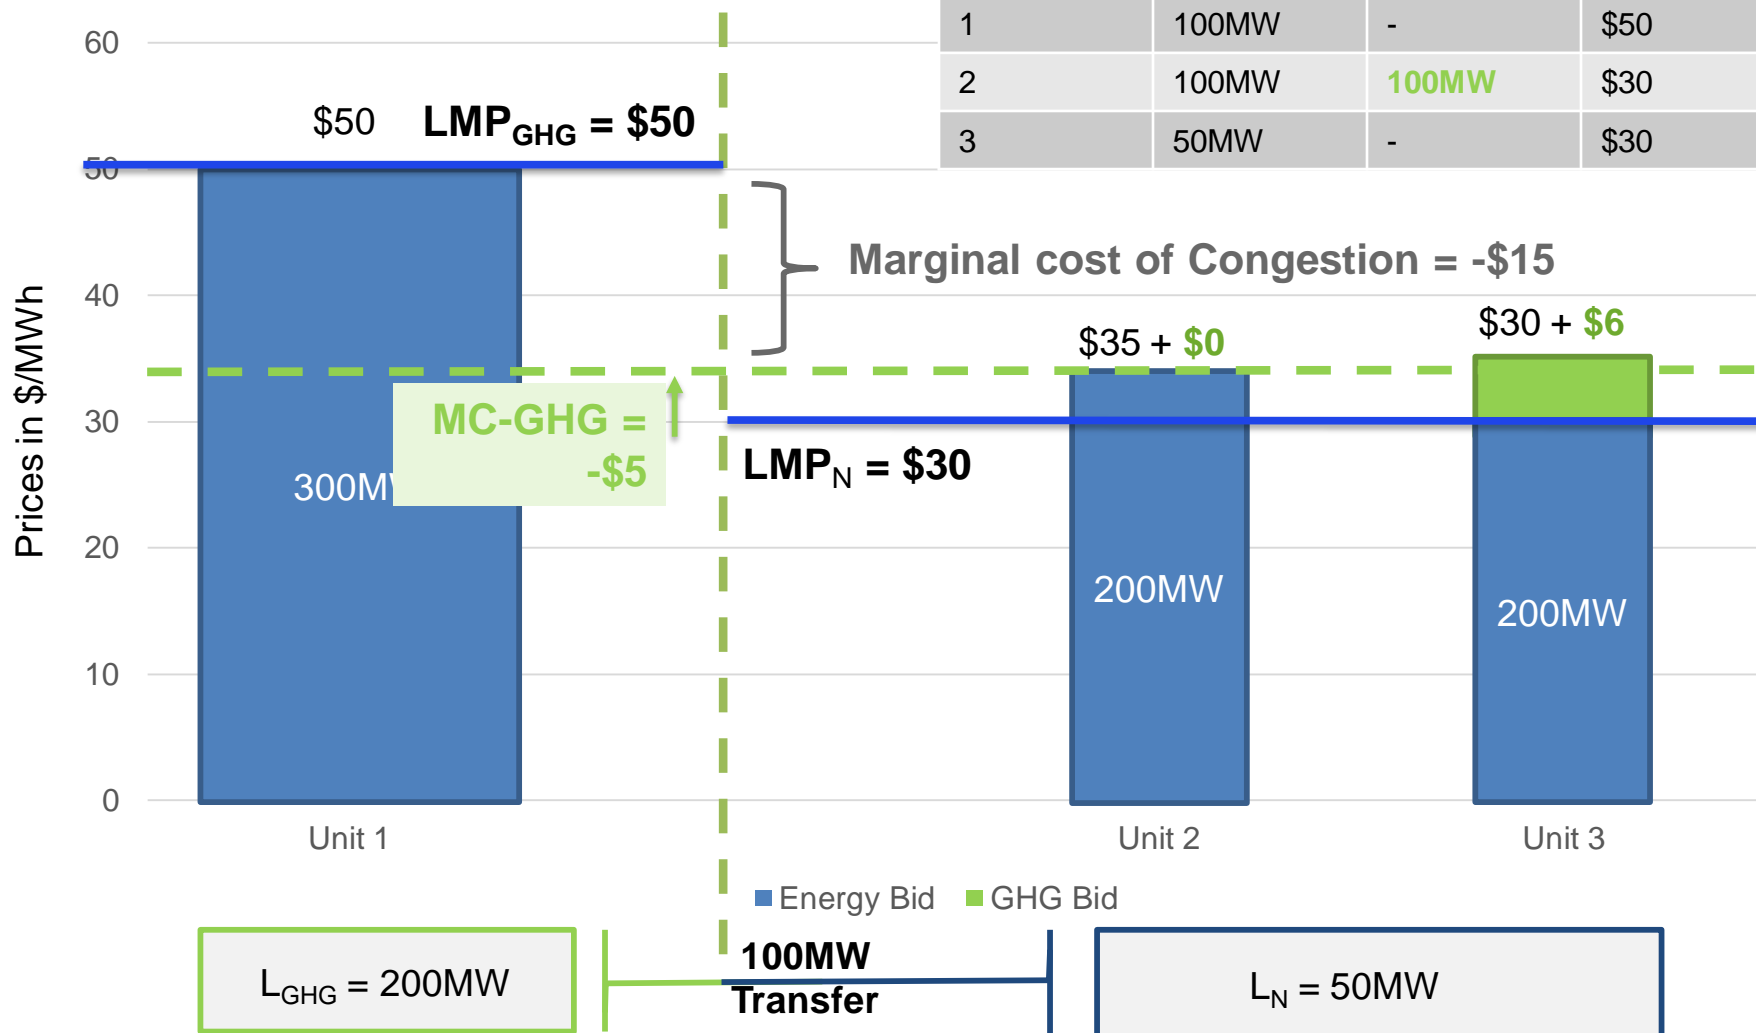 1 100MW - $50
2 100MW 100MW $30
3 50MW - $30
60
50
40
30
20
10
0
Prices in $/MWh
$50
LMPGHG = $50
Marginal cost of Congestion = -$15
$35 + $0
$30 + $6
MC-GHG =
-$5
LMPN = $30
200MW
200MW
Unit 1
Unit 2
Unit 3
Energy Bid
GHG Bid
LGHG = 200MW
100MW
Transfer
LN = 50MW